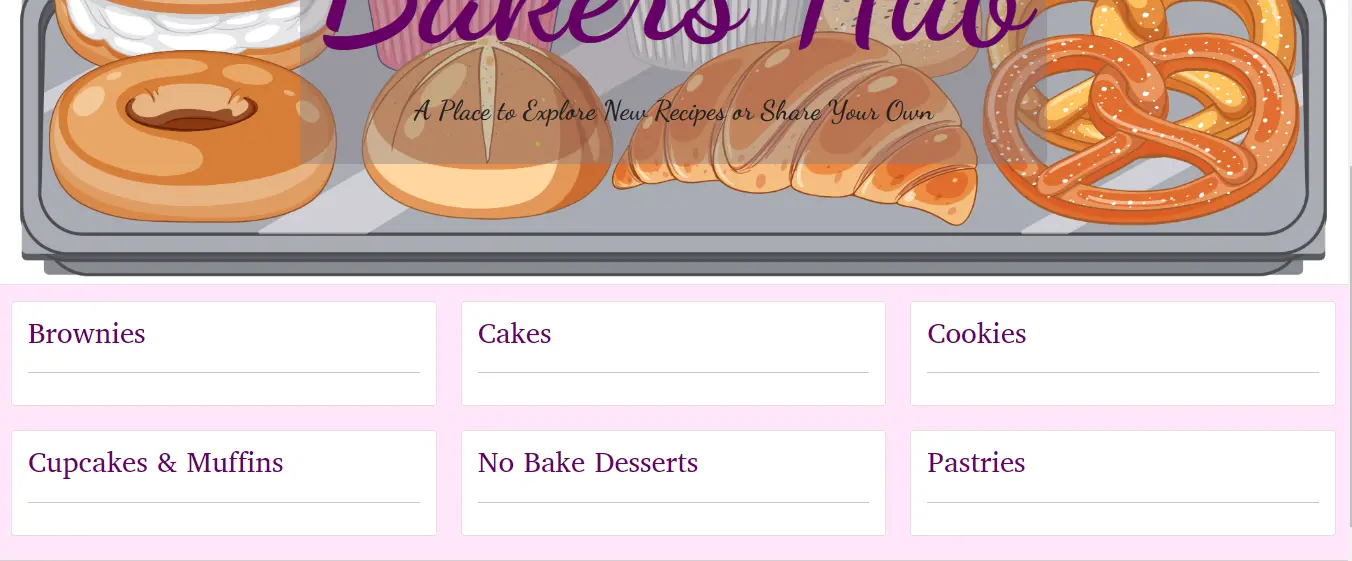 Bakers Hub
A Place to Explore New Recipes or Share Your Own
Brownies
Cakes
Cookies
Cupcakes & Muffins
No Bake Desserts
Pastries